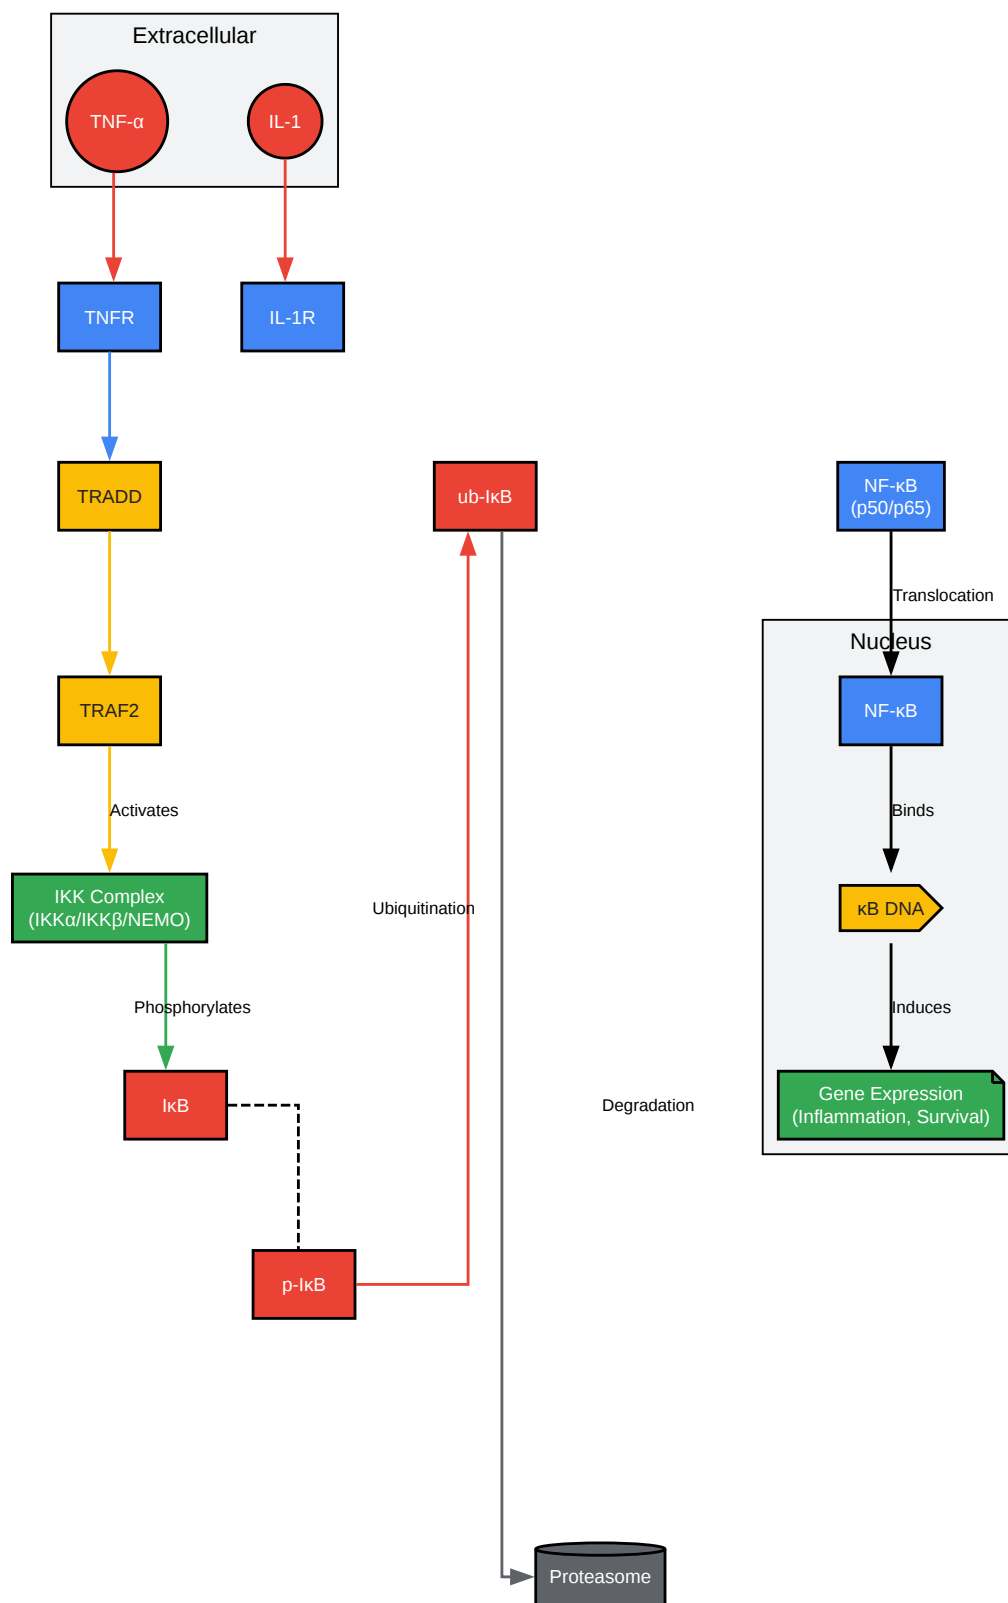 Extracellular
TNF-α
IL-1
TNFR
IL-1R
TRADD
ub-IκB
NF-κB
(p50/p65)
Translocation
Nucleus
TRAF2
NF-κB
Activates
Binds
IKK Complex
(IKKα/IKKβ/NEMO)
Ubiquitination
κB DNA
Phosphorylates
Induces
IκB
Degradation
Gene Expression
(Inflammation, Survival)
p-IκB
Proteasome